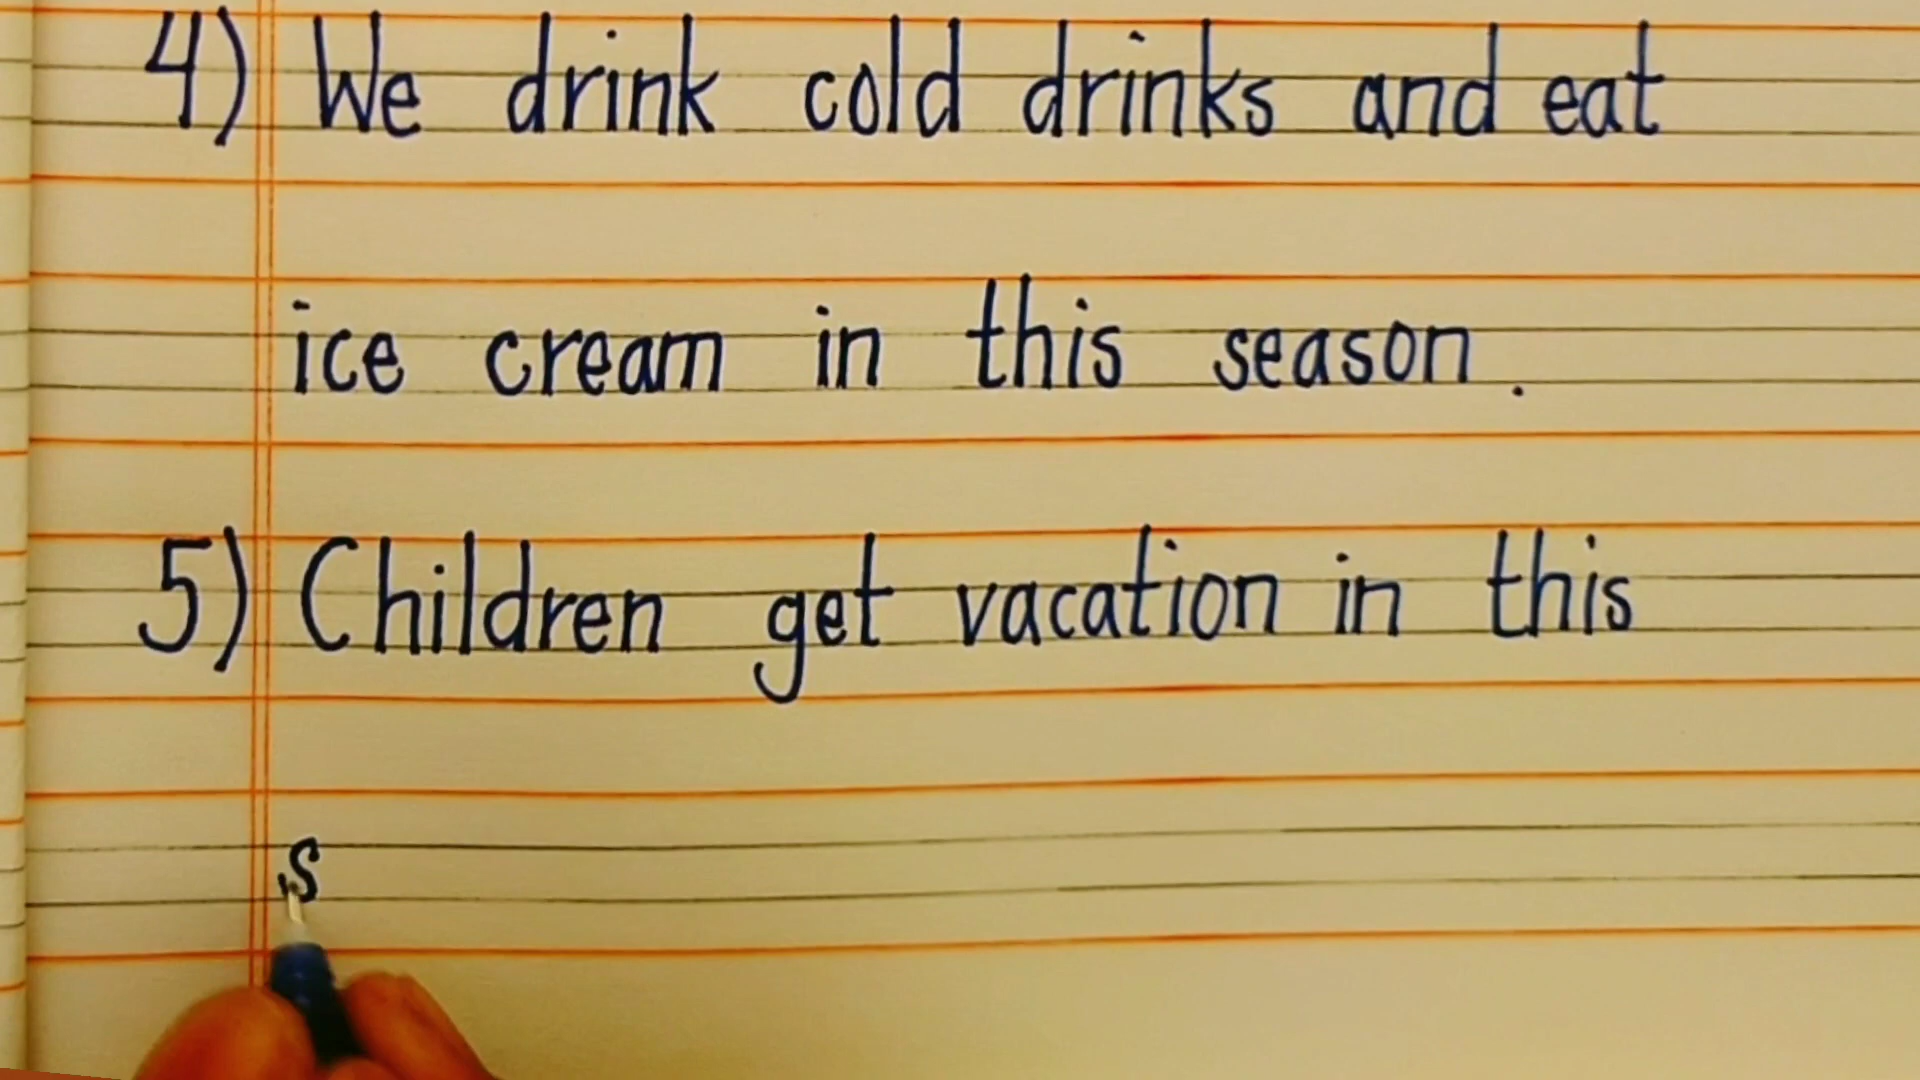 4) We drink cold drinks and eat
ice cream in this season.
5) Children get vacation in this
s